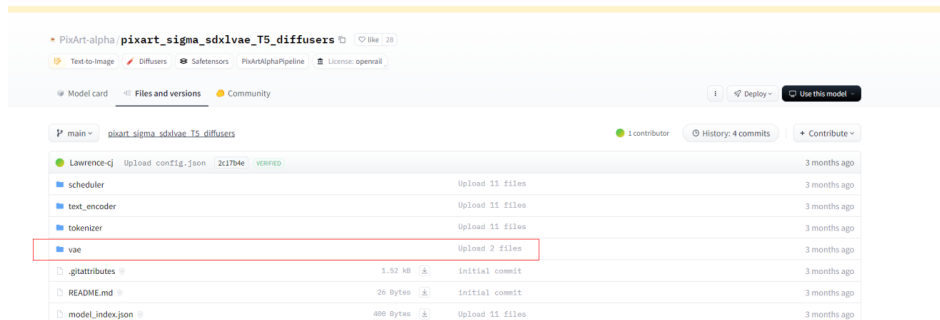 PixArt-alpha/pixart_sigma_sdxlvae_T5_diffusers like 28
Text-to-Image Diffusers Safetensors PixArtAlphaPipeline License: openrail
Model card Files and versions Community Deploy Use this model
main pixart_sigma_sdxlvae_T5_diffusers 1 contributor History: 4 commits + Contribute
Lawrence-cj Upload config.json 2c17b4e VERIFIED 3 months ago
scheduler Upload 11 files 3 months ago
text_encoder Upload 11 files 3 months ago
tokenizer Upload 11 files 3 months ago
vae Upload 2 files 3 months ago
.gitattributes 1.52 kB initial commit 3 months ago
README.md 26 Bytes initial commit 3 months ago
model_index.json 400 Bytes Upload 11 files 3 months ago